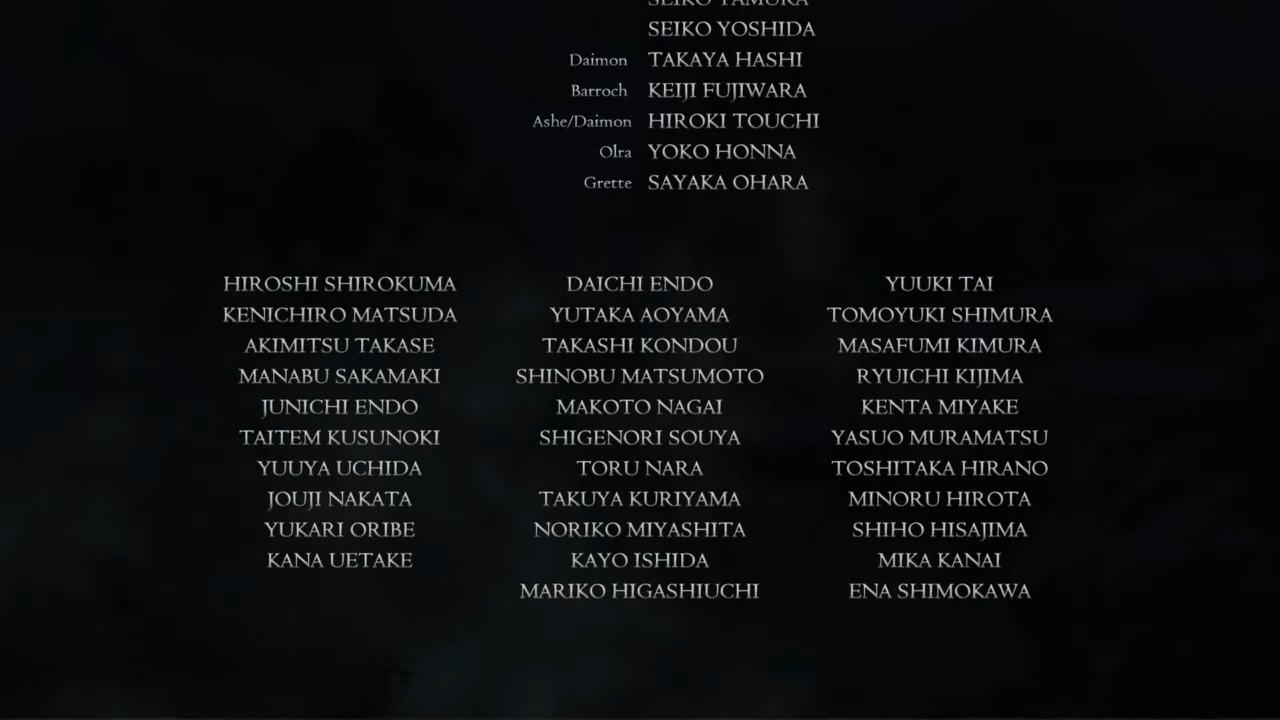 SEIKO TAMURA
SEIKO YOSHIDA
Daimon TAKAYA HASHI
Barroch KEIJI FUJIWARA
Ashe/Daimon HIROKI TOUCHI
Olra YOKO HONNA
Grette SAYAKA OHARA
HIROSHI SHIROKUMA DAICHI ENDO YUUKI TAI
KENICHIRO MATSUDA YUTAKA AOYAMA TOMOYUKI SHIMURA
AKIMITSU TAKASE TAKASHI KONDOU MASAFUMI KIMURA
MANABU SAKAMAKI SHINOBU MATSUMOTO RYUICHI KIJIMA
JUNICHI ENDO MAKOTO NAGAI KENTA MIYAKE
TAITEM KUSUNOKI SHIGENORI SOUYA YASUO MURAMATSU
YUUYA UCHIDA TORU NARA TOSHITAKA HIRANO
JOUJI NAKATA TAKUYA KURIYAMA MINORU HIROTA
YUKARI ORIBE NORIKO MIYASHITA SHIHO HISAJIMA
KANA UETAKE KAYO ISHIDA MIKA KANAI
MARIKO HIGASHIUCHI ENA SHIMOKAWA